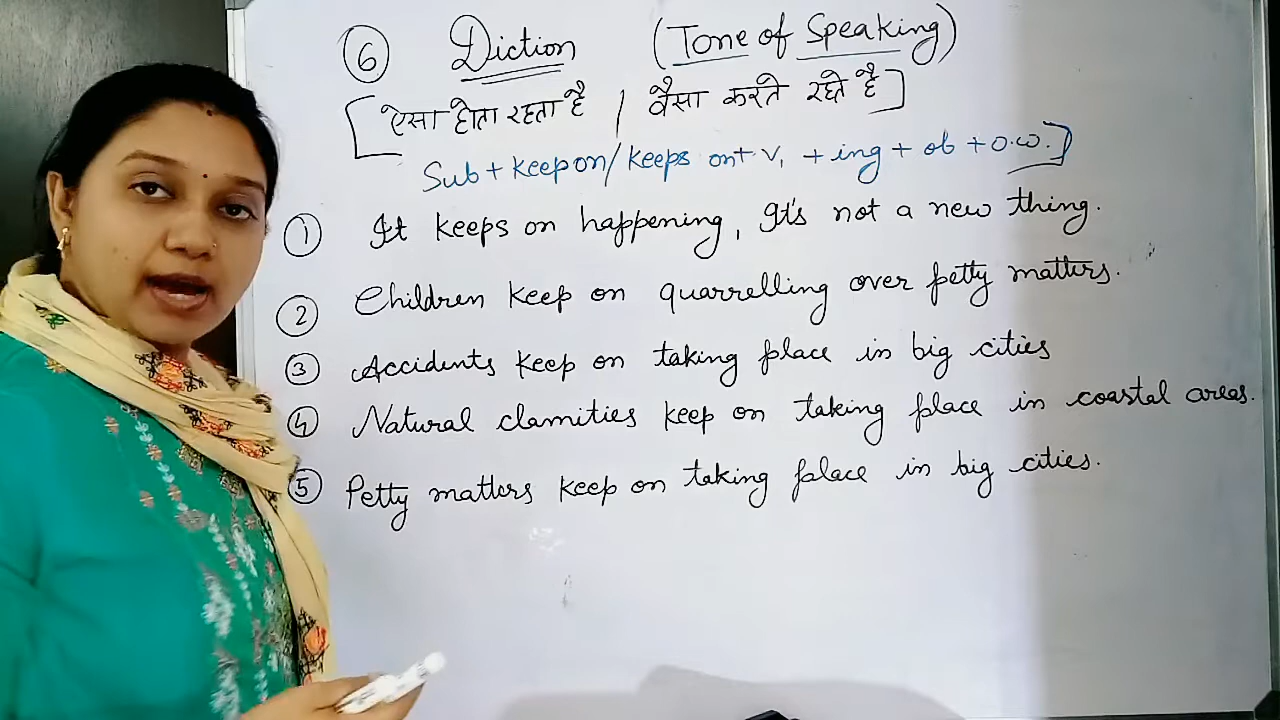 6 Diction (Tone of Speaking)
[ऐसा होता रहता है / वैसा करते रहते है]
Sub + keep on/keeps on + V1 + ing + ob + o.w.]
1 It keeps on happening, It's not a new thing.
2 Children keep on quarrelling over petty matters.
3 Accidents keep on taking place in big cities
4 Natural clamities keep on taking place in coastal areas.
5 Petty matters keep on taking place in big cities.